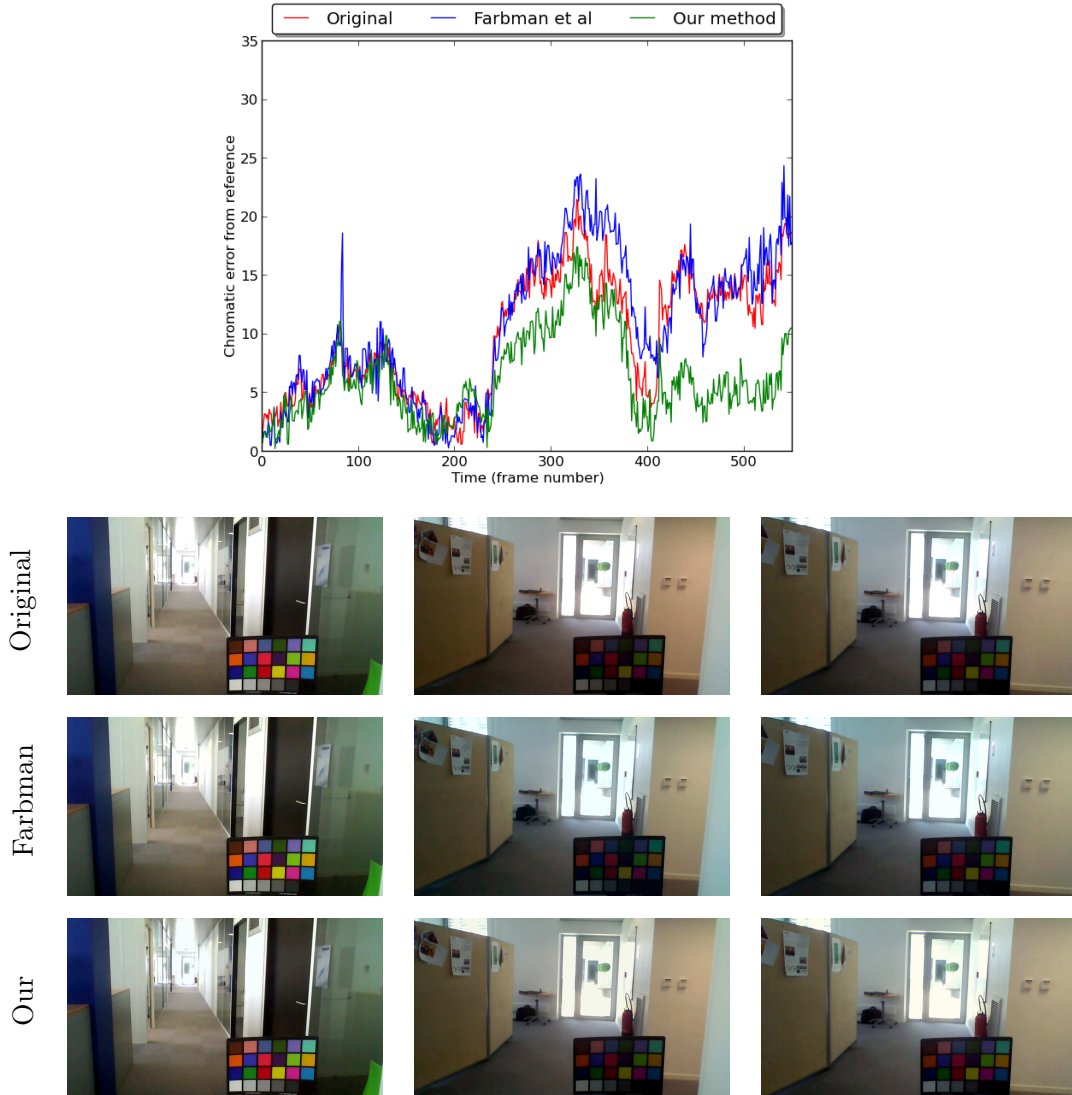 Original Farbman et al Our method
35
30
25
20
15
10
5
0
Chromatic error from reference
0 100 200 300 400 500
Time (frame number)
Original
Farbman
Our